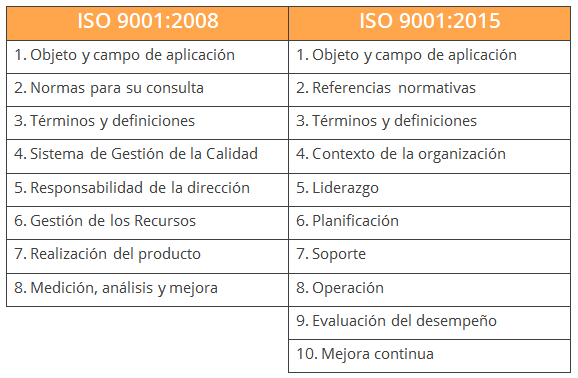 ISO 9001:2008 ISO 9001:2015
1. Objeto y campo de aplicación 1. Objeto y campo de aplicación
2. Normas para su consulta 2. Referencias normativas
3. Términos y definiciones 3. Términos y definiciones
4. Sistema de Gestión de la Calidad 4. Contexto de la organización
5. Responsabilidad de la dirección 5. Liderazgo
6. Gestión de los Recursos 6. Planificación
7. Realización del producto 7. Soporte
8. Medición, análisis y mejora 8. Operación
9. Evaluación del desempeño
10. Mejora continua